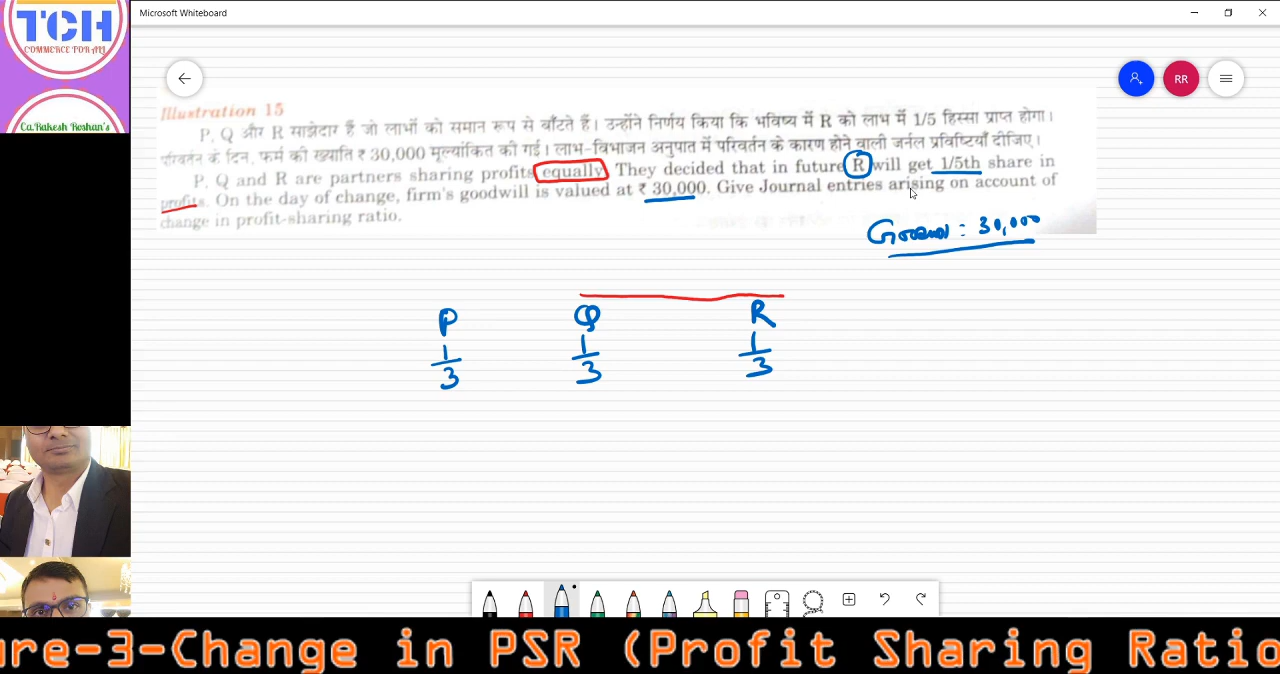 Microsoft Whiteboard
TCH
COMMERCE FOR ALL
Ca.Rakesh Roshan's
RR
Illustration 15
P, Q और R साझेदार हैं जो लाभों को समान रूप से बाँटते हैं। उन्होंने निर्णय किया कि भविष्य में R को लाभ में 1/5 हिस्सा प्राप्त होगा।
परिवर्तन के दिन, फर्म की ख्याति ₹ 30,000 मूल्यांकित की गई। लाभ-विभाजन अनुपात में परिवर्तन के कारण होने वाली जर्नल प्रविष्टियाँ दीजिए।
P, Q and R are partners sharing profits equally. They decided that in future R will get 1/5th share in
profits. On the day of change, firm's goodwill is valued at ₹ 30,000. Give Journal entries arising on account of
change in profit-sharing ratio.
: 30,000
P Q R
1/3 1/3 1/3
ure-3-Change in PSR (Profit Sharing Ratio